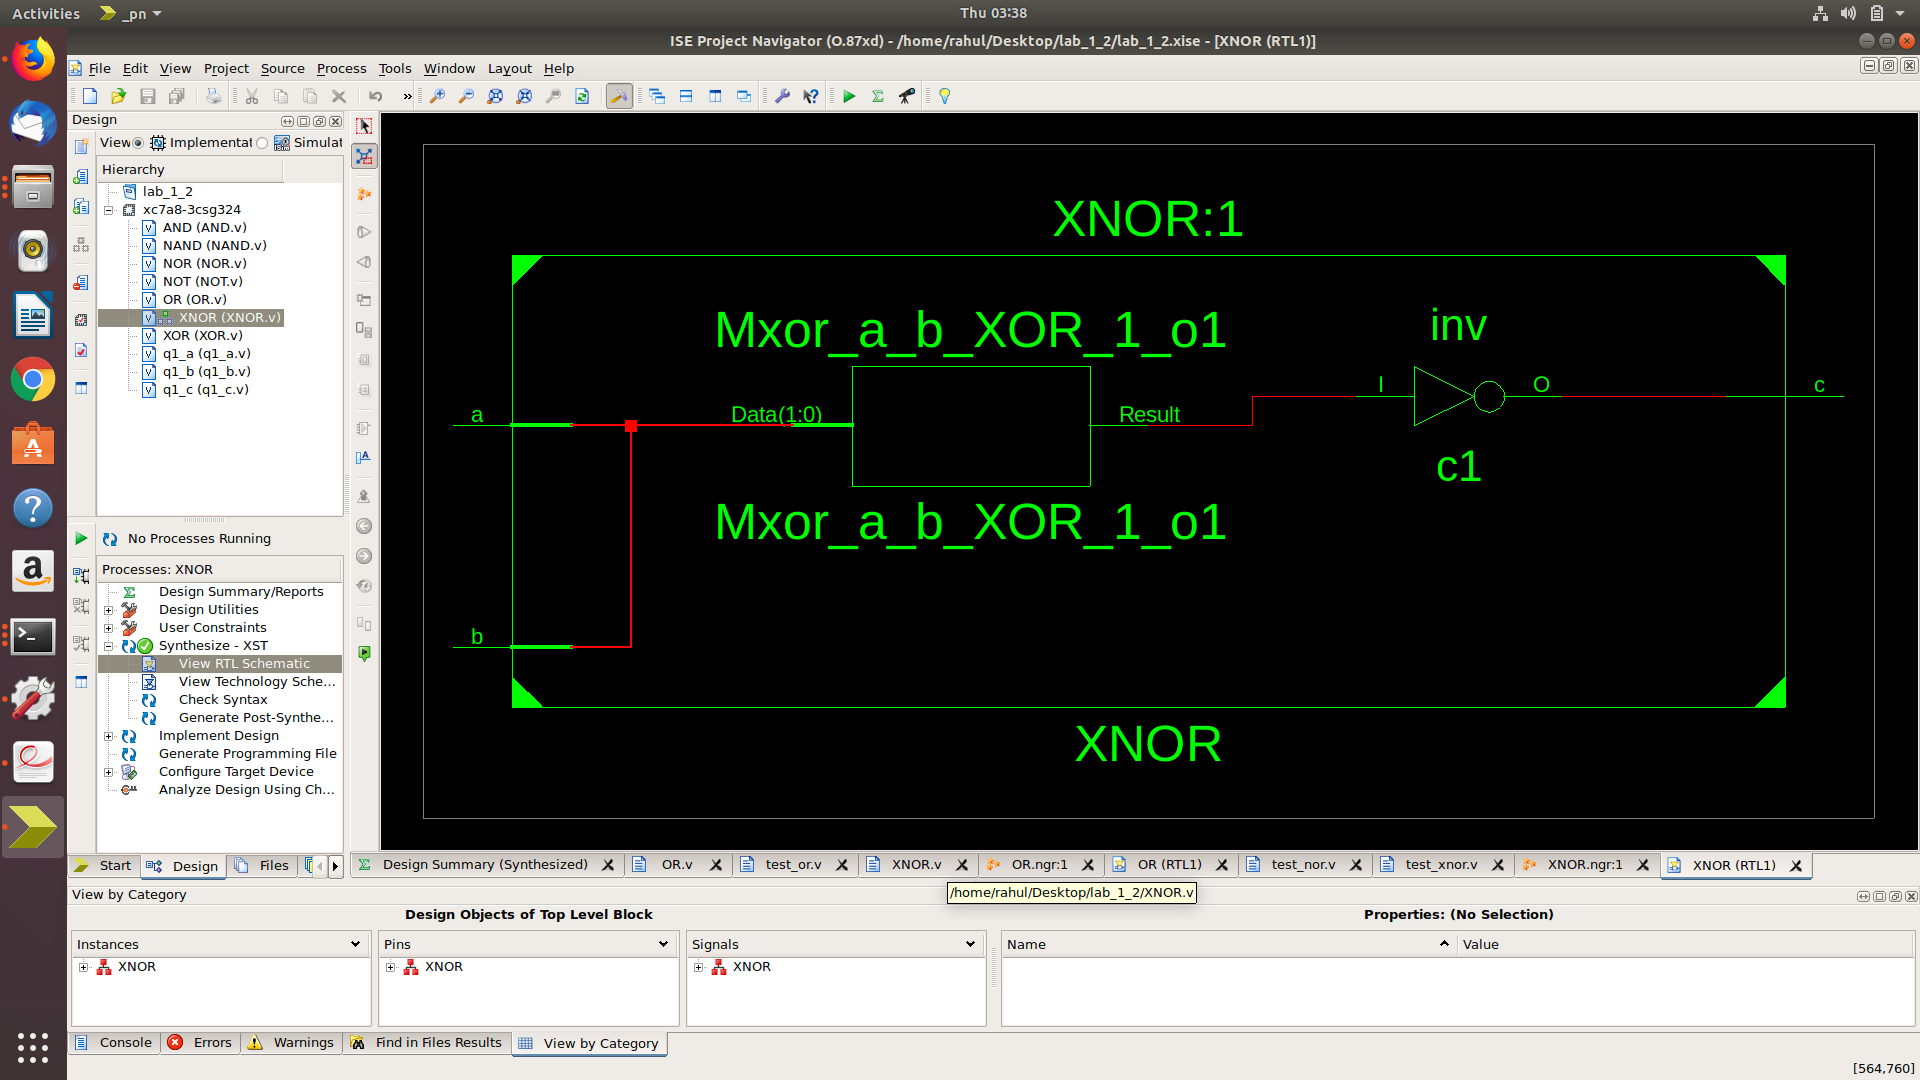 Activities _pn Thu 03:38
ISE Project Navigator (O.87xd) - /home/rahul/Desktop/lab_1_2/lab_1_2.xise - [XNOR (RTL1)]
File Edit View Project Source Process Tools Window Layout Help
Design
View Implementat Simulat
Hierarchy
lab_1_2
xc7a8-3csg324
AND (AND.v)
NAND (NAND.v)
NOR (NOR.v)
NOT (NOT.v)
OR (OR.v)
XNOR (XNOR.v)
XOR (XOR.v)
q1_a (q1_a.v)
q1_b (q1_b.v)
q1_c (q1_c.v)
No Processes Running
Processes: XNOR
Design Summary/Reports
Design Utilities
User Constraints
Synthesize - XST
View RTL Schematic
View Technology Sche...
Check Syntax
Generate Post-Synthe...
Implement Design
Generate Programming File
Configure Target Device
Analyze Design Using Ch...
Start Design Files
XNOR:1
Mxor_a_b_XOR_1_o1
inv
a Data(1:0) Result I O c
c1
Mxor_a_b_XOR_1_o1
b
XNOR
Design Summary (Synthesized) OR.v test_or.v XNOR.v OR.ngr:1 OR (RTL1) test_nor.v test_xnor.v XNOR.ngr:1 XNOR (RTL1)
/home/rahul/Desktop/lab_1_2/XNOR.v
View by Category
Design Objects of Top Level Block Properties: (No Selection)
Instances Pins Signals Name Value
XNOR XNOR XNOR
Console Errors Warnings Find in Files Results View by Category
[564,760]